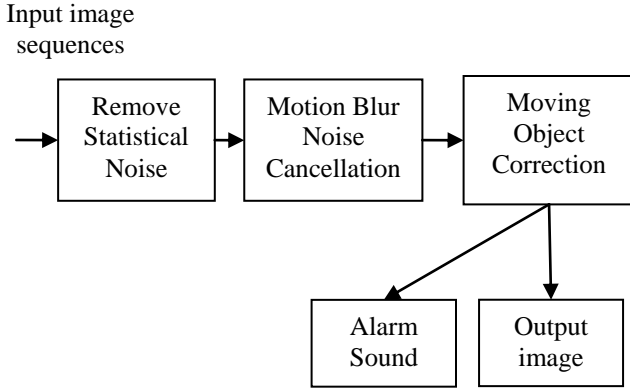 Input image
sequences
Remove
Statistical
Noise
Motion Blur
Noise
Cancellation
Moving
Object
Correction
Alarm
Sound
Output
image